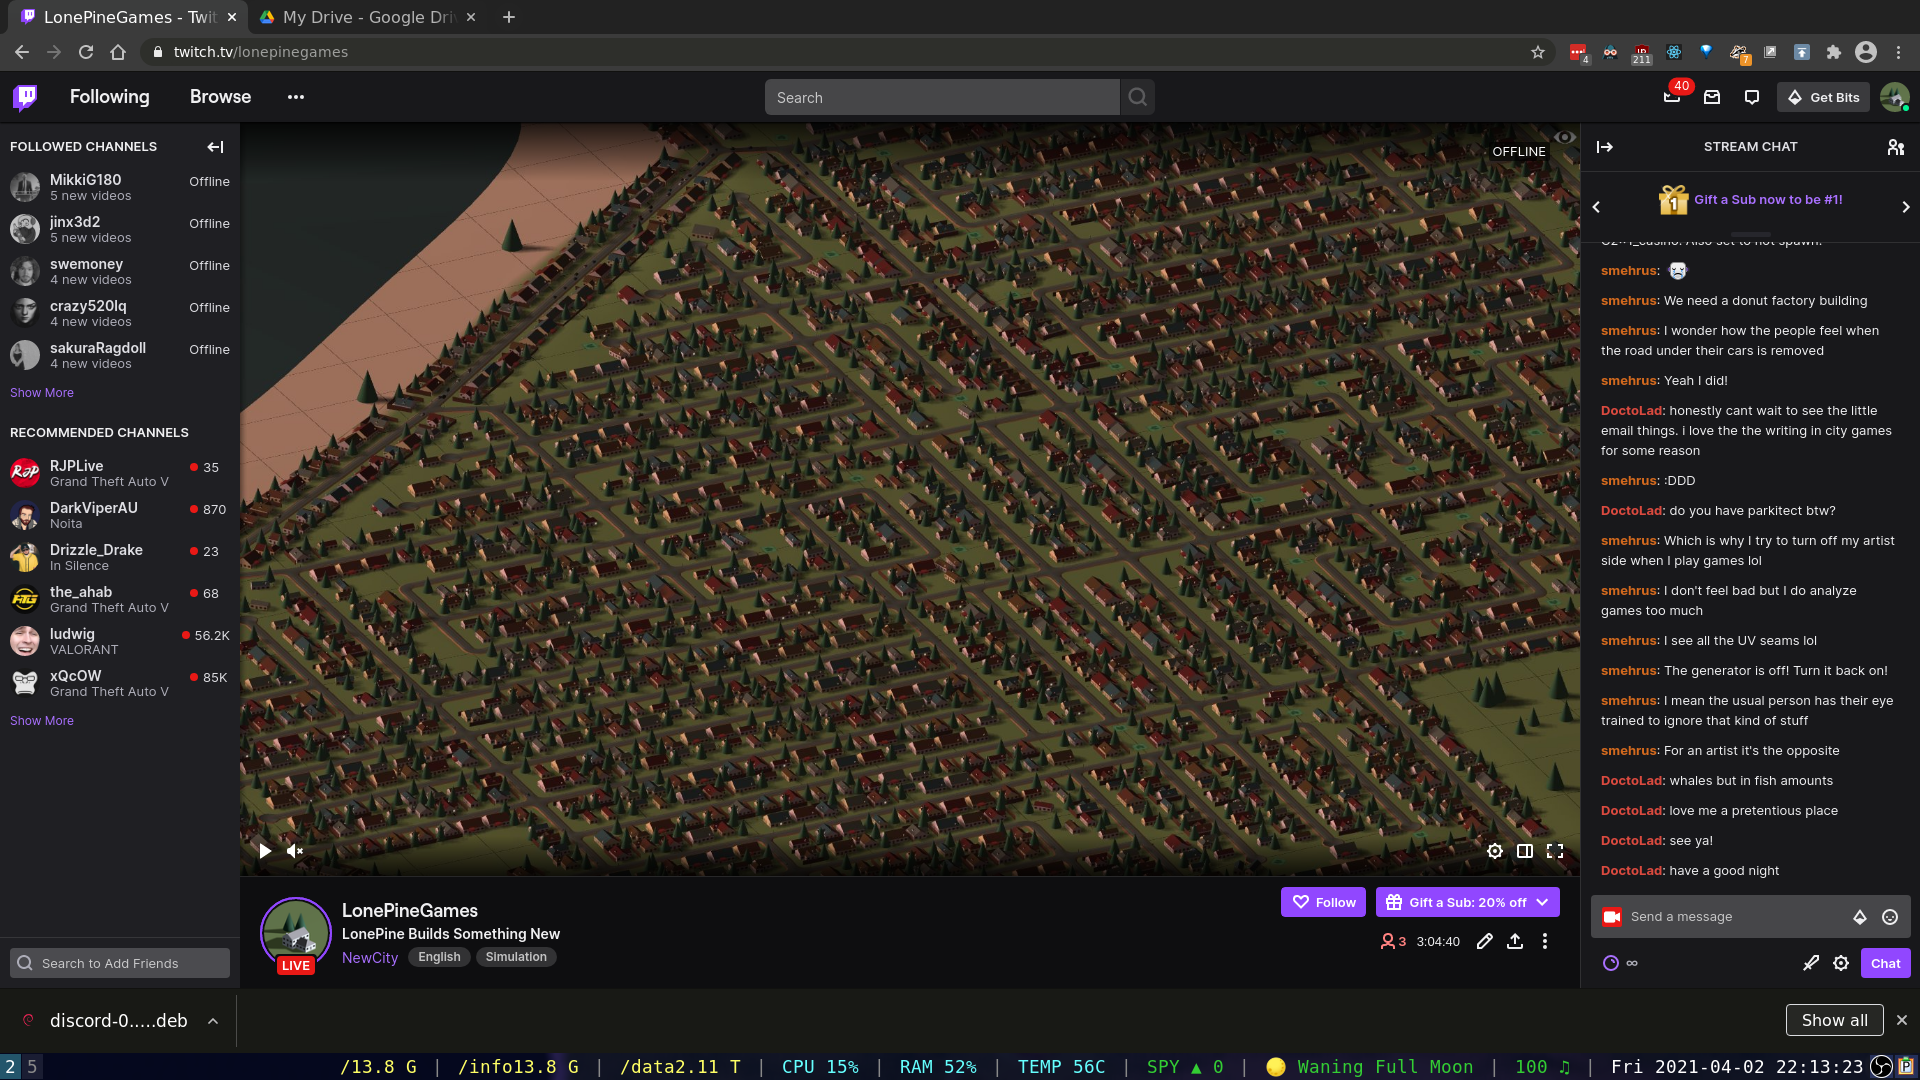 LonePineGames - Twit
My Drive - Google Driv
twitch.tv/lonepinegames
4
211
7
Following
Browse
Search
40
Get Bits
FOLLOWED CHANNELS
MikkiG180
Offline
5 new videos
jinx3d2
Offline
5 new videos
swemoney
Offline
4 new videos
crazy520lq
Offline
4 new videos
sakuraRagdoll
Offline
4 new videos
Show More
RECOMMENDED CHANNELS
RJPLive
35
Grand Theft Auto V
DarkViperAU
870
Noita
Drizzle_Drake
23
In Silence
the_ahab
68
Grand Theft Auto V
ludwig
56.2K
VALORANT
xQcOW
85K
Grand Theft Auto V
Show More
Search to Add Friends
OFFLINE
LonePineGames
LonePine Builds Something New
NewCity
English
Simulation
LIVE
Follow
Gift a Sub: 20% off
3
3:04:40
STREAM CHAT
1
Gift a Sub now to be #1!
smehrus:
smehrus: We need a donut factory building
smehrus: I wonder how the people feel when
the road under their cars is removed
smehrus: Yeah I did!
DoctoLad: honestly cant wait to see the little
email things. i love the the writing in city games
for some reason
smehrus: :DDD
DoctoLad: do you have parkitect btw?
smehrus: Which is why I try to turn off my artist
side when I play games lol
smehrus: I don't feel bad but I do analyze
games too much
smehrus: I see all the UV seams lol
smehrus: The generator is off! Turn it back on!
smehrus: I mean the usual person has their eye
trained to ignore that kind of stuff
smehrus: For an artist it's the opposite
DoctoLad: whales but in fish amounts
DoctoLad: love me a pretentious place
DoctoLad: see ya!
DoctoLad: have a good night
Send a message
∞
Chat
discord-0.....deb
Show all
2 5
/13.8 G | /info13.8 G | /data2.11 T | CPU 15% | RAM 52% | TEMP 56C | SPY ▲ 0 | Waning Full Moon | 100 ♫ | Fri 2021-04-02 22:13:23